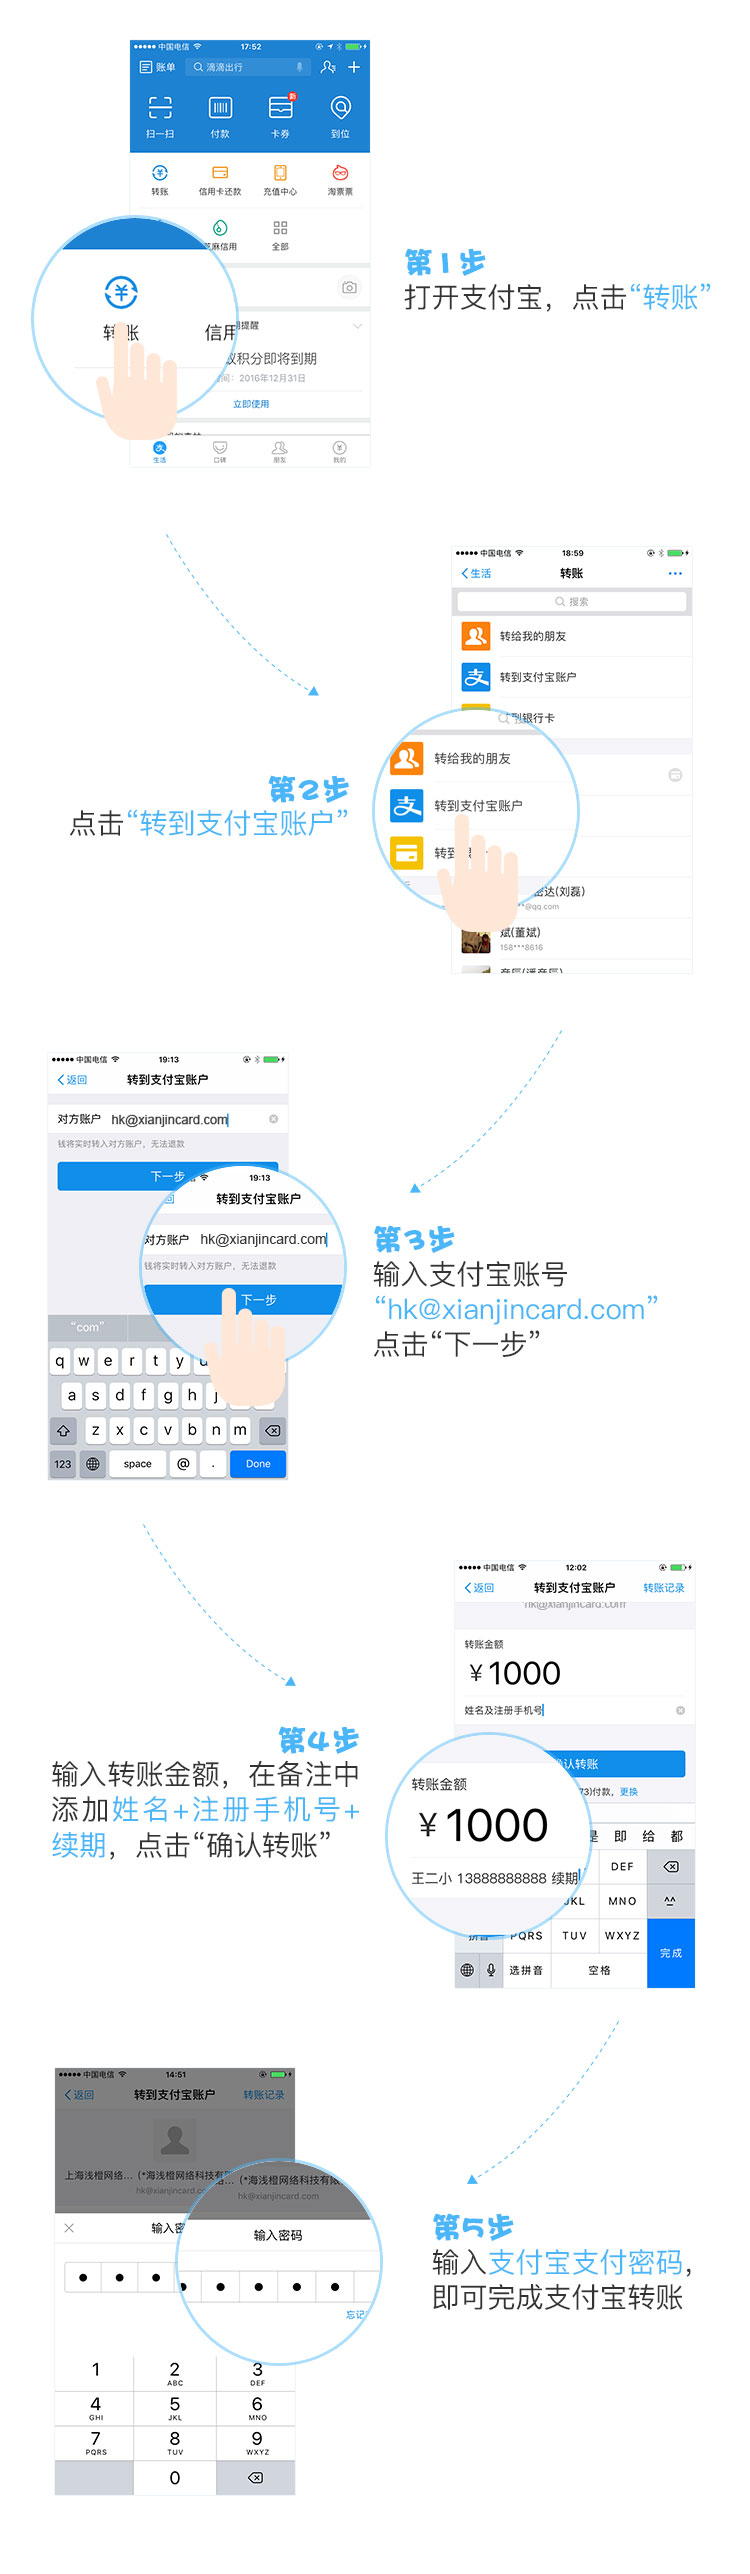 中国电信 17:52
账单 滴滴出行
扫一扫 付款 卡券 新 到位
转账 信用卡还款 充值中心 淘票票
芝麻信用 全部
转账 信用
期提醒
蚁积分即将到期
时间：2016年12月31日
立即使用
生活 口碑 朋友 我的
第1步
打开支付宝，点击“转账”
中国电信 18:59
生活 转账
搜索
转给我的朋友
转到支付宝账户
到银行卡
转给我的朋友
转到支付宝账户
转到
密达(刘磊)
**@qq.com
斌(董斌)
158***8616
第2步
点击“转到支付宝账户”
中国电信 19:13
返回 转到支付宝账户
对方账户 hk@xianjincard.com
钱将实时转入对方账户，无法退款
下一步
19:13
回 转到支付宝账户
对方账户 hk@xianjincard.com
钱将实时转入对方账户，无法退款
下一步
“com”
q w e r t y u
a s d f g h j
z x c v b n m
123 space @ . Done
第3步
输入支付宝账号
“hk@xianjincard.com”
点击“下一步”
中国电信 12:02
返回 转到支付宝账户 转账记录
hk@xianjincard.com
转账金额
￥1000
姓名及注册手机号
确认转账
73)付款，更换
转账金额
￥1000
王二小 13888888888 续期
是 即 给 都
DEF
JKL MNO ^^
拼音 PQRS TUV WXYZ
完成
选拼音 空格
第4步
输入转账金额，在备注中
添加姓名+注册手机号+
续期，点击“确认转账”
中国电信 14:51
返回 转到支付宝账户 转账记录
上海浅橙网络...（*海浅橙网络科技有限
hk@xianjincard.com
络...（*海浅橙网络科技有限
hk@xianjincard.com
输入密
输入密码
忘记
1 2 3
ABC DEF
4 5 6
GHI JKL MNO
7 8 9
PQRS TUV WXYZ
0
第5步
输入支付宝支付密码，
即可完成支付宝转账